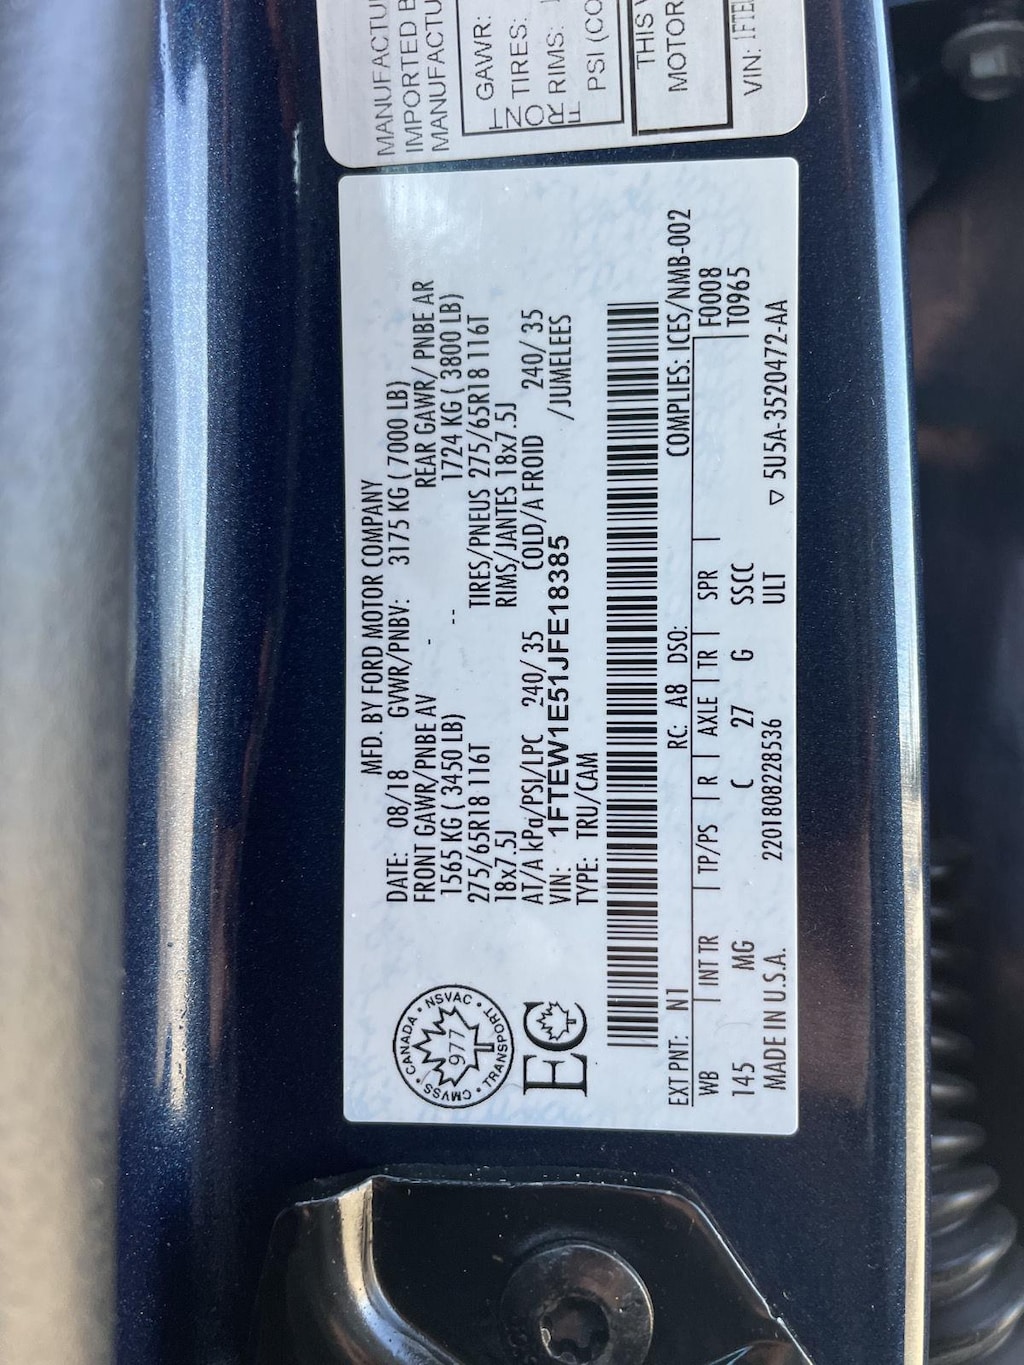 MFD. BY FORD MOTOR COMPANY
DATE: 08/18 GVWR/PNBV: 3175 KG ( 7000 LB)
FRONT GAWR/PNBE AV - REAR GAWR/ PNBE AR
1565 KG ( 3450 LB) -- 1724 KG ( 3800 LB)
275/65R18 116T TIRES/PNEUS 275/65R18 116T
18x7.5J RIMS/JANTES 18x7.5J
AT/A kPa/PSI/LPC 240/ 35 COLD/A FROID 240/ 35
VIN: 1FTEW1E51JFE18385 /JUMELEES
TYPE: TRU/CAM
CANADA • NSVAC • TRANSPORT • CMVSS •
977
EC
COMPLIES: ICES/NMB-002
EXT PNT: N1 RC: A8 DSO: F0008
WB INT TR TP/PS R AXLE TR SPR T0965
145 MG C 27 G SSCC
ULT
MADE IN U.S.A. 2201808228536 ▽ 5U5A-3520472-AA
MANUFACTU
IMPORTED B
MANUFACTU
GAWR:
TIRES:
RIMS:
PSI (CO
THIS
MOTOR
VIN: 1FTE